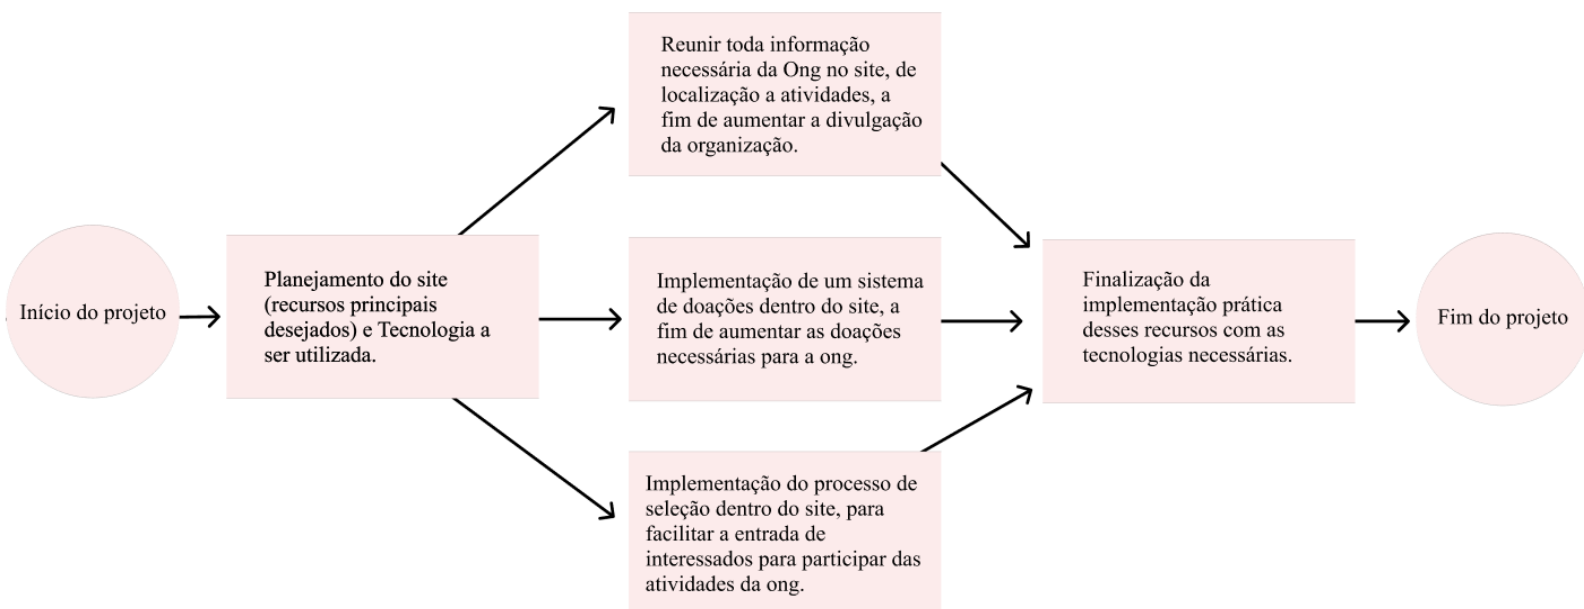 Início do projeto
Planejamento do site
(recursos principais
desejados) e Tecnologia a
ser utilizada.
Reunir toda informação
necessária da Ong no site, de
localização a atividades, a
fim de aumentar a divulgação
da organização.
Implementação de um sistema
de doações dentro do site, a
fim de aumentar as doações
necessárias para a ong.
Implementação do processo de
seleção dentro do site, para
facilitar a entrada de
interessados para participar das
atividades da ong.
Finalização da
implementação prática
desses recursos com as
tecnologias necessárias.
Fim do projeto